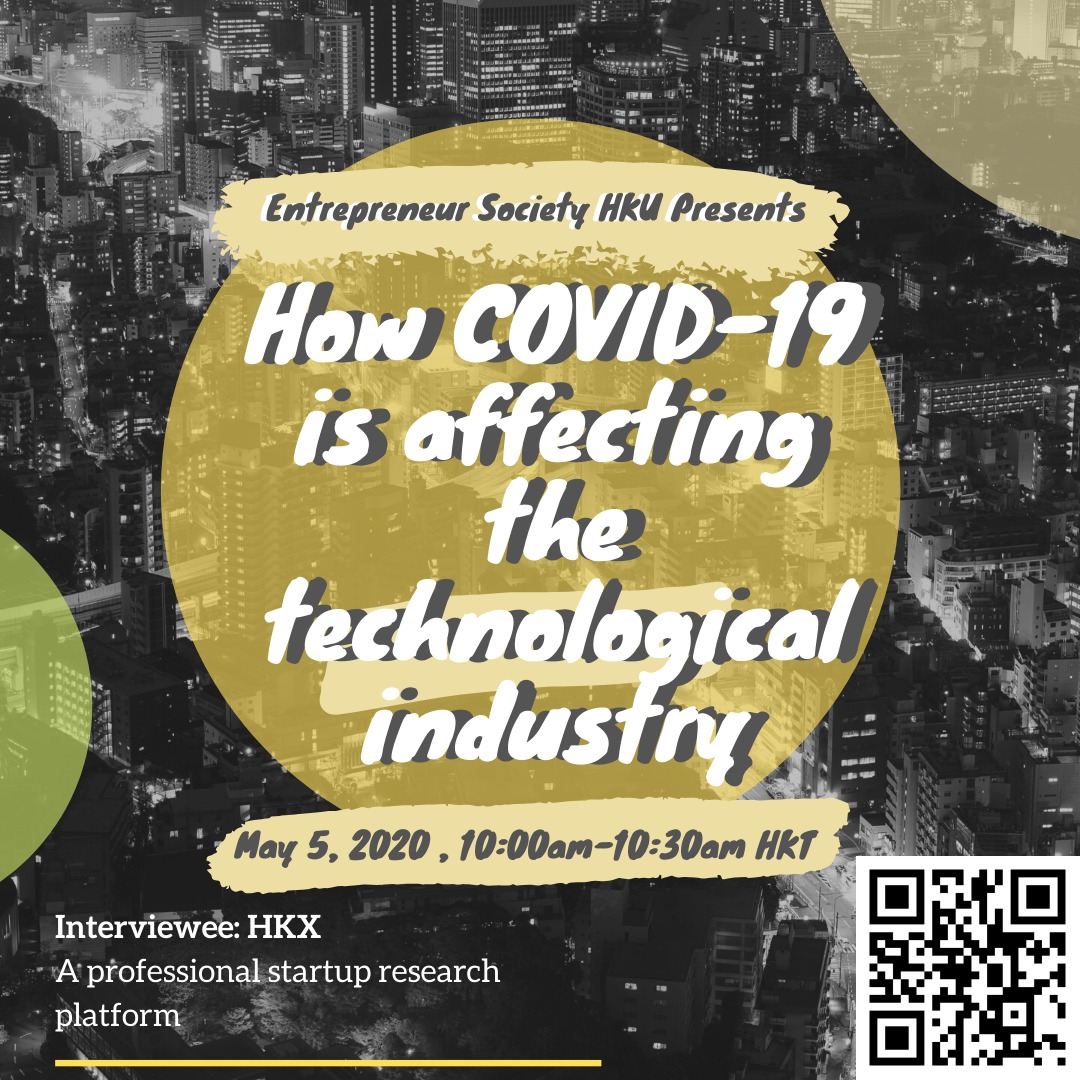 Entrepreneur Society HKU Presents
How COVID-19
is affecting
the
technological
industry
May 5, 2020 , 10:00am-10:30am HKT
Interviewee: HKX
A professional startup research
platform